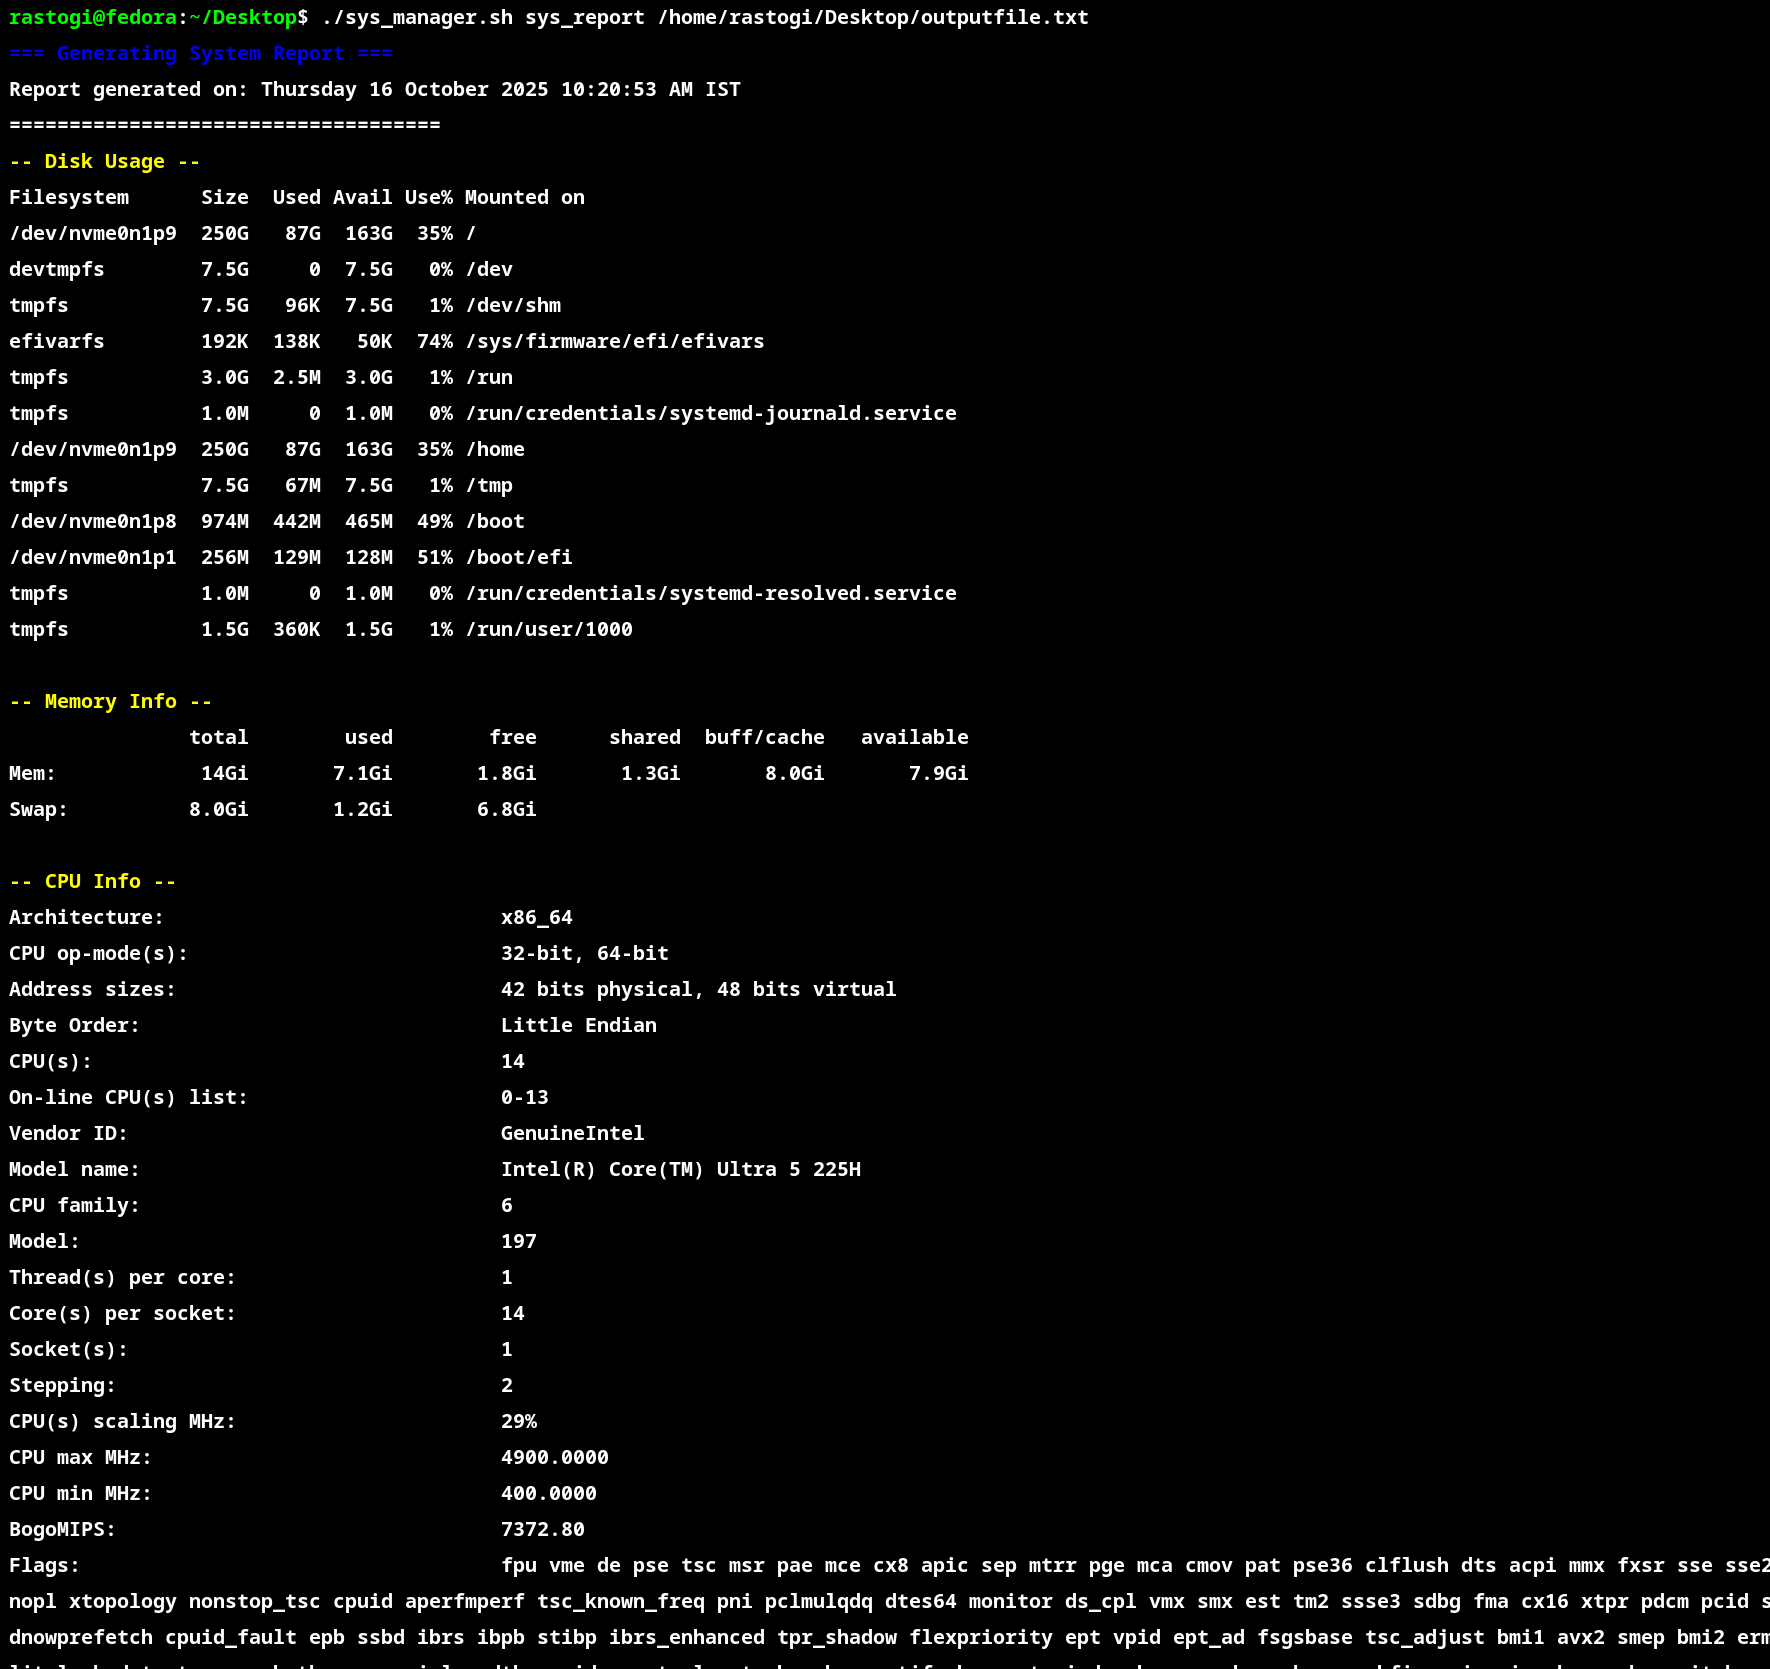 rastogi@fedora:~/Desktop$ ./sys_manager.sh sys_report /home/rastogi/Desktop/outputfile.txt
=== Generating System Report ===
Report generated on: Thursday 16 October 2025 10:20:53 AM IST
====================================
-- Disk Usage --
Filesystem      Size  Used Avail Use% Mounted on
/dev/nvme0n1p9  250G   87G  163G  35% /
devtmpfs        7.5G     0  7.5G   0% /dev
tmpfs           7.5G   96K  7.5G   1% /dev/shm
efivarfs        192K  138K   50K  74% /sys/firmware/efi/efivars
tmpfs           3.0G  2.5M  3.0G   1% /run
tmpfs           1.0M     0  1.0M   0% /run/credentials/systemd-journald.service
/dev/nvme0n1p9  250G   87G  163G  35% /home
tmpfs           7.5G   67M  7.5G   1% /tmp
/dev/nvme0n1p8  974M  442M  465M  49% /boot
/dev/nvme0n1p1  256M  129M  128M  51% /boot/efi
tmpfs           1.0M     0  1.0M   0% /run/credentials/systemd-resolved.service
tmpfs           1.5G  360K  1.5G   1% /run/user/1000
-- Memory Info --
               total        used        free      shared  buff/cache   available
Mem:            14Gi       7.1Gi       1.8Gi       1.3Gi       8.0Gi       7.9Gi
Swap:          8.0Gi       1.2Gi       6.8Gi
-- CPU Info --
Architecture:                            x86_64
CPU op-mode(s):                          32-bit, 64-bit
Address sizes:                           42 bits physical, 48 bits virtual
Byte Order:                              Little Endian
CPU(s):                                  14
On-line CPU(s) list:                     0-13
Vendor ID:                               GenuineIntel
Model name:                              Intel(R) Core(TM) Ultra 5 225H
CPU family:                              6
Model:                                   197
Thread(s) per core:                      1
Core(s) per socket:                      14
Socket(s):                               1
Stepping:                                2
CPU(s) scaling MHz:                      29%
CPU max MHz:                             4900.0000
CPU min MHz:                             400.0000
BogoMIPS:                                7372.80
Flags:                                   fpu vme de pse tsc msr pae mce cx8 apic sep mtrr pge mca cmov pat pse36 clflush dts acpi mmx fxsr sse sse2
nopl xtopology nonstop_tsc cpuid aperfmperf tsc_known_freq pni pclmulqdq dtes64 monitor ds_cpl vmx smx est tm2 ssse3 sdbg fma cx16 xtpr pdcm pcid s
dnowprefetch cpuid_fault epb ssbd ibrs ibpb stibp ibrs_enhanced tpr_shadow flexpriority ept vpid ept_ad fsgsbase tsc_adjust bmi1 avx2 smep bmi2 erm